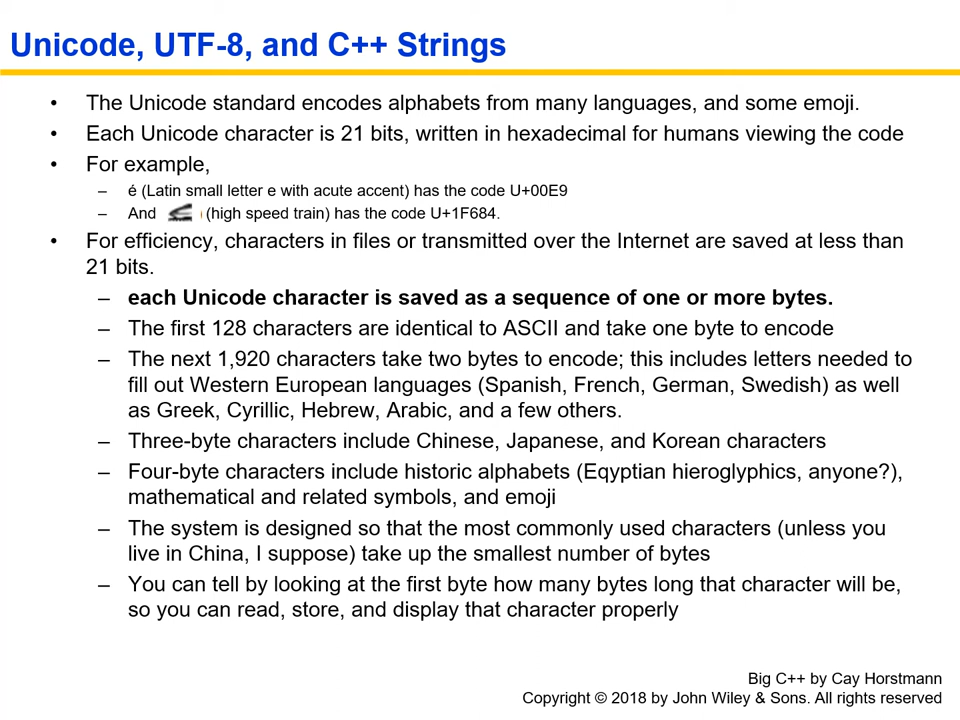 Unicode, UTF-8, and C++ Strings
• The Unicode standard encodes alphabets from many languages, and some emoji.
• Each Unicode character is 21 bits, written in hexadecimal for humans viewing the code
• For example,
– é (Latin small letter e with acute accent) has the code U+00E9
– And (high speed train) has the code U+1F684.
• For efficiency, characters in files or transmitted over the Internet are saved at less than
21 bits.
– each Unicode character is saved as a sequence of one or more bytes.
– The first 128 characters are identical to ASCII and take one byte to encode
– The next 1,920 characters take two bytes to encode; this includes letters needed to
fill out Western European languages (Spanish, French, German, Swedish) as well
as Greek, Cyrillic, Hebrew, Arabic, and a few others.
– Three-byte characters include Chinese, Japanese, and Korean characters
– Four-byte characters include historic alphabets (Eqyptian hieroglyphics, anyone?),
mathematical and related symbols, and emoji
– The system is designed so that the most commonly used characters (unless you
live in China, I suppose) take up the smallest number of bytes
– You can tell by looking at the first byte how many bytes long that character will be,
so you can read, store, and display that character properly
Big C++ by Cay Horstmann
Copyright © 2018 by John Wiley & Sons. All rights reserved